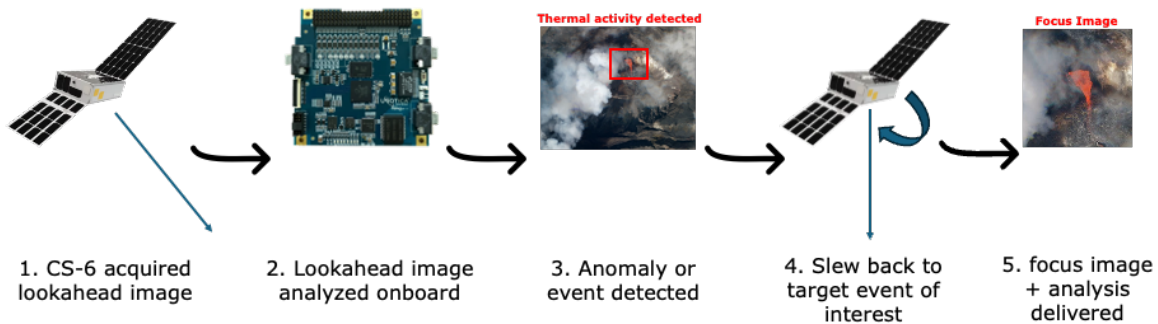 Thermal activity detected
Focus Image
1. CS-6 acquired
lookahead image
2. Lookahead image
analyzed onboard
3. Anomaly or
event detected
4. Slew back to
target event of
interest
5. focus image
+ analysis
delivered